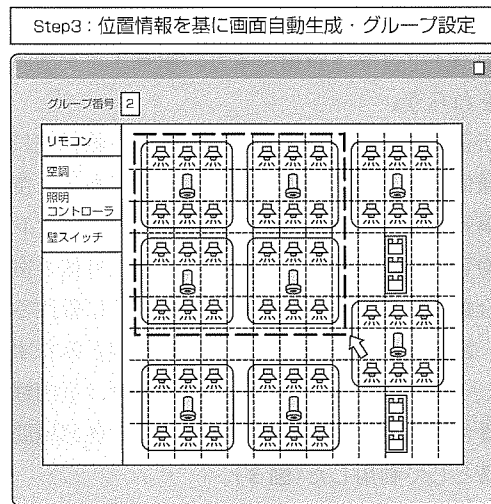 Step3：位置情報を基に画面自動生成・グループ設定
グループ番号 2
リモコン
空調
照明
コントローラ
壁スイッチ